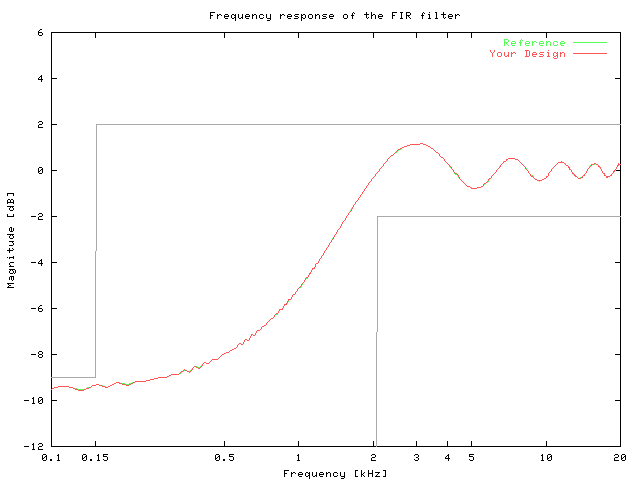 Frequency response of the FIR filter
Reference
Your Design
6
4
2
0
-2
-4
-6
-8
-10
-12
Magnitude [dB]
0.1 0.15 0.5 1 2 3 4 5 10 20
Frequency [kHz]